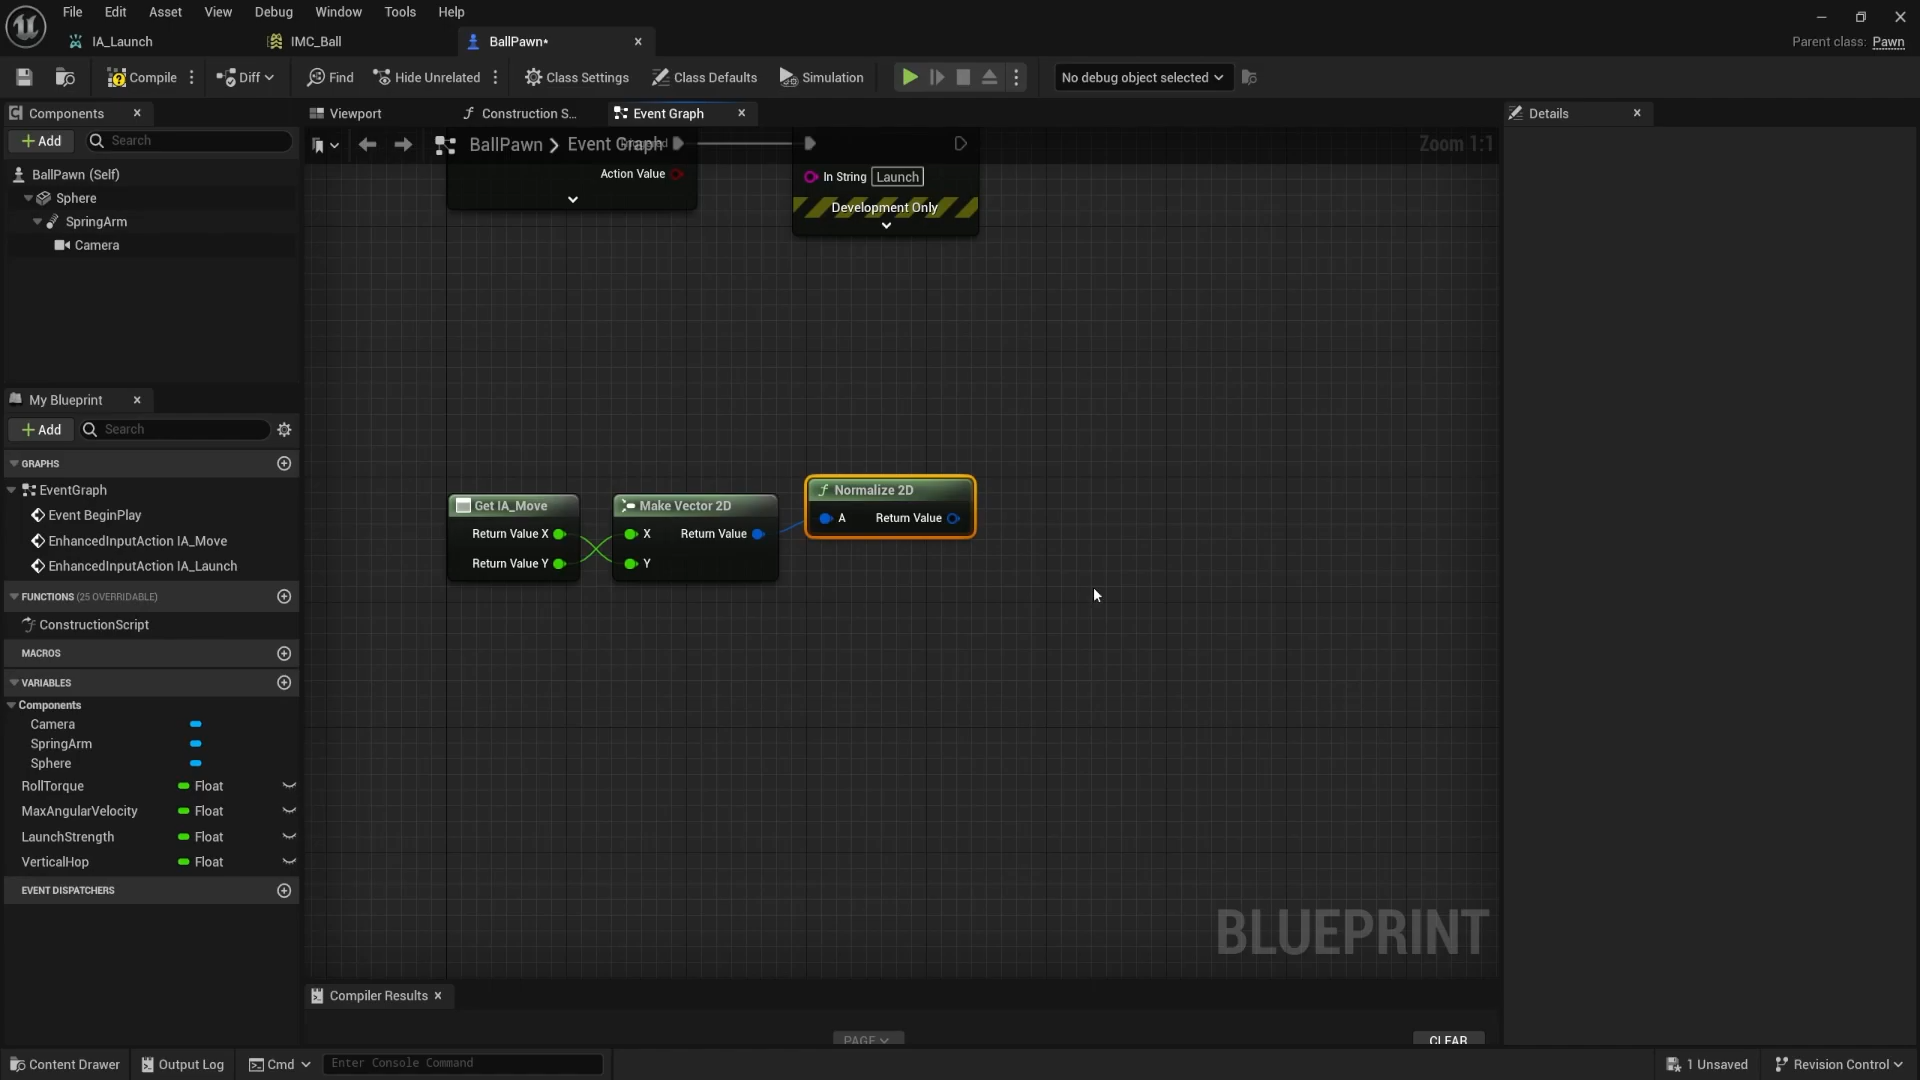 File Edit Asset View Debug Window Tools Help
IA_Launch IMC_Ball BallPawn*
Parent class: Pawn
Compile Diff Find Hide Unrelated Class Settings Class Defaults Simulation No debug object selected
Components
Add Search
BallPawn (Self)
Sphere
SpringArm
Camera
My Blueprint
Add Search
GRAPHS
EventGraph
Event BeginPlay
EnhancedInputAction IA_Move
EnhancedInputAction IA_Launch
FUNCTIONS (25 OVERRIDABLE)
ConstructionScript
MACROS
VARIABLES
Components
Camera
SpringArm
Sphere
RollTorque Float
MaxAngularVelocity Float
LaunchStrength Float
VerticalHop Float
EVENT DISPATCHERS
Viewport Construction S... Event Graph
BallPawn > Event Graph
Zoom 1:1
Action Value
In String Launch
Development Only
Get IA_Move
Return Value X
Return Value Y
Make Vector 2D
X Return Value
Y
Normalize 2D
A Return Value
BLUEPRINT
Compiler Results
PAGE
CLEAR
Details
Content Drawer Output Log Cmd Enter Console Command
1 Unsaved Revision Control